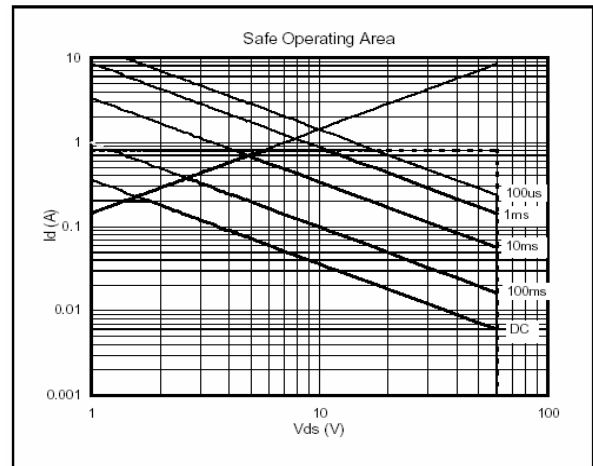 Safe Operating Area
10
1
0.1
0.01
0.001
Id (A)
100us
1ms
10ms
100ms
DC
1
10
100
Vds (V)